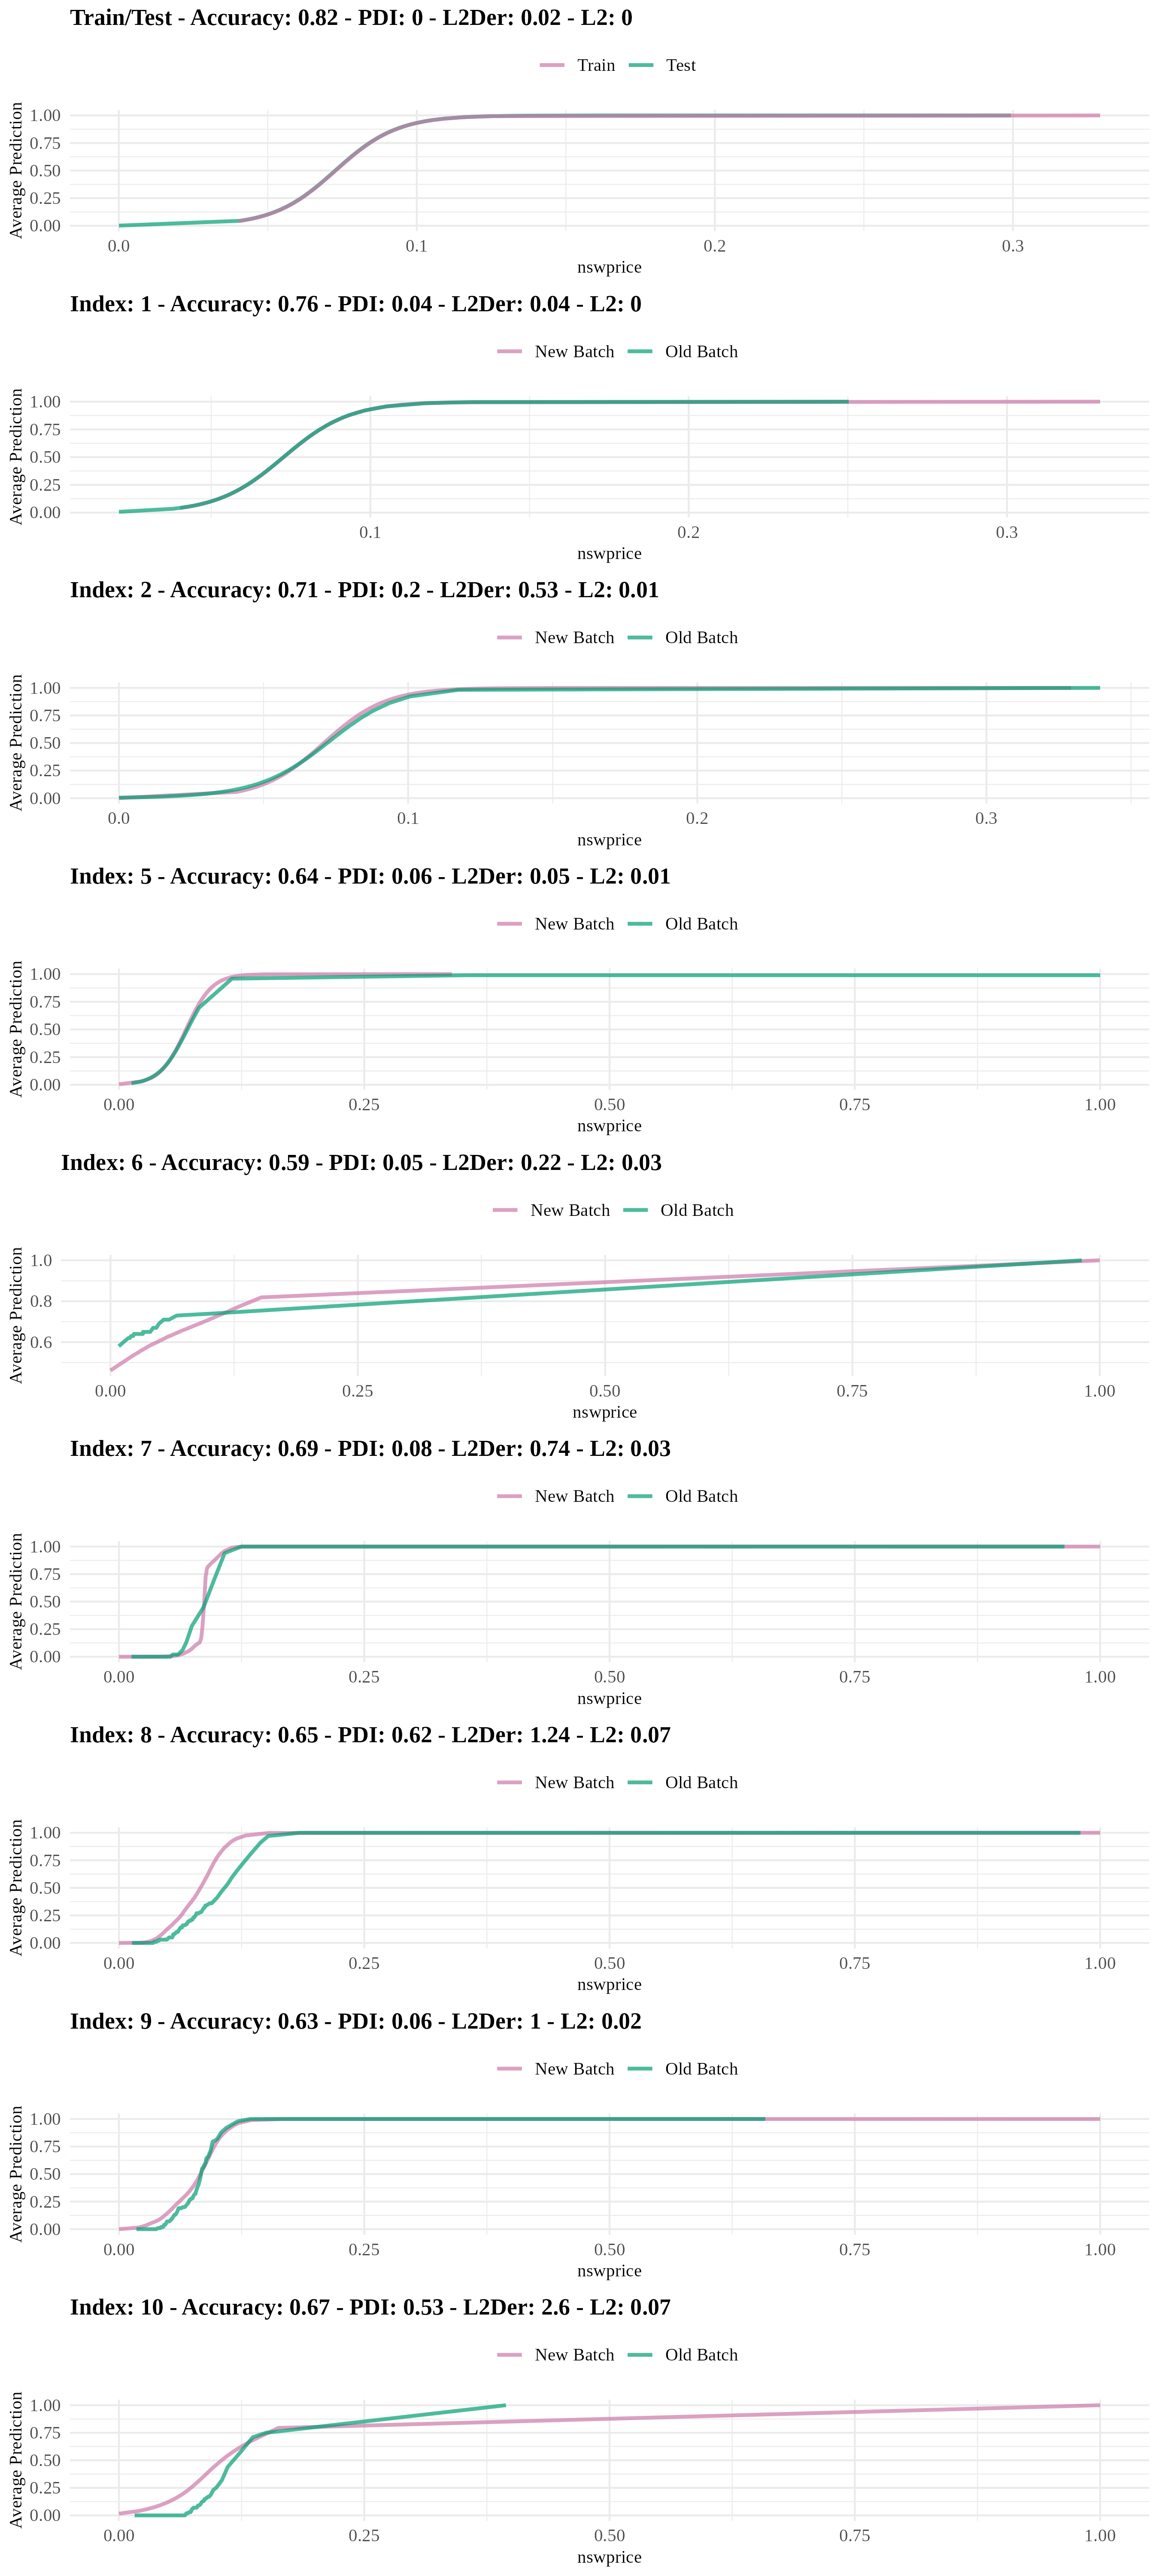 Train/Test - Accuracy: 0.82 - PDI: 0 - L2Der: 0.02 - L2: 0
Train Test
Average Prediction
1.00
0.75
0.50
0.25
0.00
0.0 0.1 0.2 0.3
nswprice
Index: 1 - Accuracy: 0.76 - PDI: 0.04 - L2Der: 0.04 - L2: 0
New Batch Old Batch
Average Prediction
1.00
0.75
0.50
0.25
0.00
0.1 0.2 0.3
nswprice
Index: 2 - Accuracy: 0.71 - PDI: 0.2 - L2Der: 0.53 - L2: 0.01
New Batch Old Batch
Average Prediction
1.00
0.75
0.50
0.25
0.00
0.0 0.1 0.2 0.3
nswprice
Index: 5 - Accuracy: 0.64 - PDI: 0.06 - L2Der: 0.05 - L2: 0.01
New Batch Old Batch
Average Prediction
1.00
0.75
0.50
0.25
0.00
0.00 0.25 0.50 0.75 1.00
nswprice
Index: 6 - Accuracy: 0.59 - PDI: 0.05 - L2Der: 0.22 - L2: 0.03
New Batch Old Batch
Average Prediction
1.0
0.8
0.6
0.00 0.25 0.50 0.75 1.00
nswprice
Index: 7 - Accuracy: 0.69 - PDI: 0.08 - L2Der: 0.74 - L2: 0.03
New Batch Old Batch
Average Prediction
1.00
0.75
0.50
0.25
0.00
0.00 0.25 0.50 0.75 1.00
nswprice
Index: 8 - Accuracy: 0.65 - PDI: 0.62 - L2Der: 1.24 - L2: 0.07
New Batch Old Batch
Average Prediction
1.00
0.75
0.50
0.25
0.00
0.00 0.25 0.50 0.75 1.00
nswprice
Index: 9 - Accuracy: 0.63 - PDI: 0.06 - L2Der: 1 - L2: 0.02
New Batch Old Batch
Average Prediction
1.00
0.75
0.50
0.25
0.00
0.00 0.25 0.50 0.75 1.00
nswprice
Index: 10 - Accuracy: 0.67 - PDI: 0.53 - L2Der: 2.6 - L2: 0.07
New Batch Old Batch
Average Prediction
1.00
0.75
0.50
0.25
0.00
0.00 0.25 0.50 0.75 1.00
nswprice